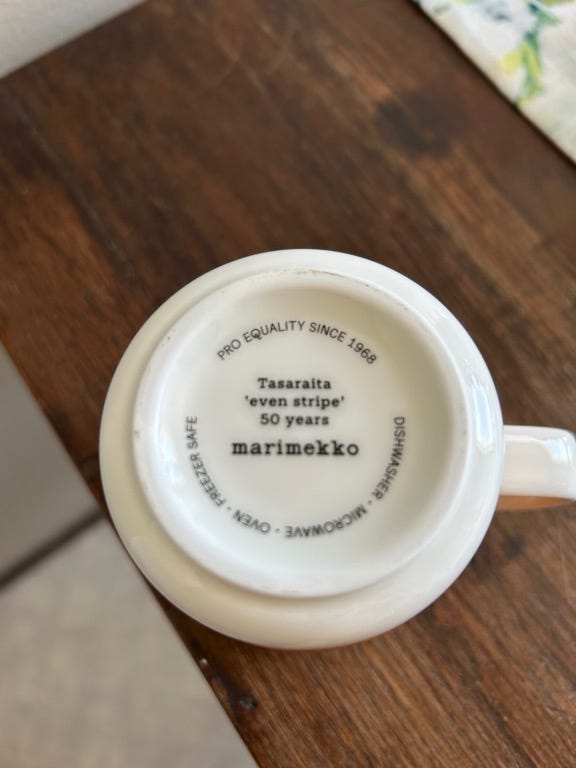 PRO EQUALITY SINCE 1968
Tasaraita
‘even stripe’
50 years
marimekko
DISHWASHER · MICROWAVE · OVEN · FREEZER SAFE